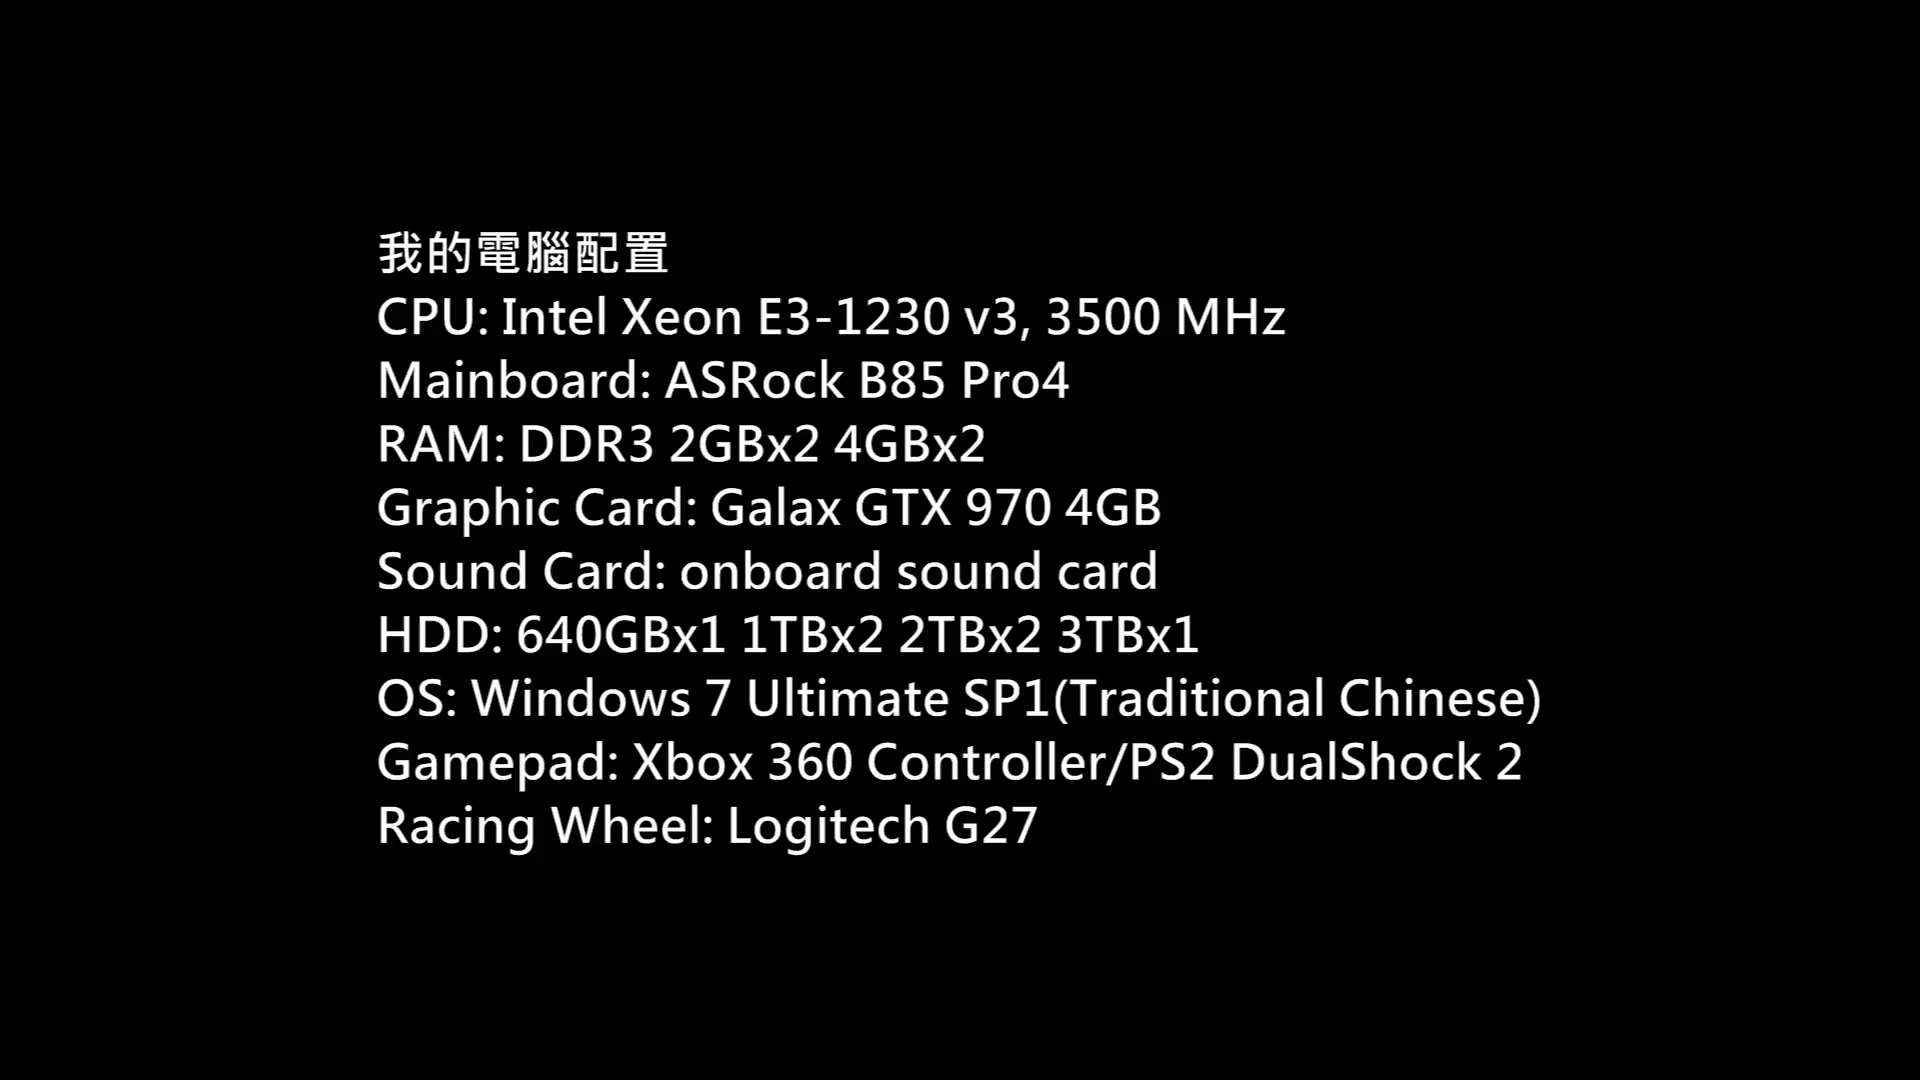 我的電腦配置
CPU: Intel Xeon E3-1230 v3, 3500 MHz
Mainboard: ASRock B85 Pro4
RAM: DDR3 2GBx2 4GBx2
Graphic Card: Galax GTX 970 4GB
Sound Card: onboard sound card
HDD: 640GBx1 1TBx2 2TBx2 3TBx1
OS: Windows 7 Ultimate SP1(Traditional Chinese)
Gamepad: Xbox 360 Controller/PS2 DualShock 2
Racing Wheel: Logitech G27